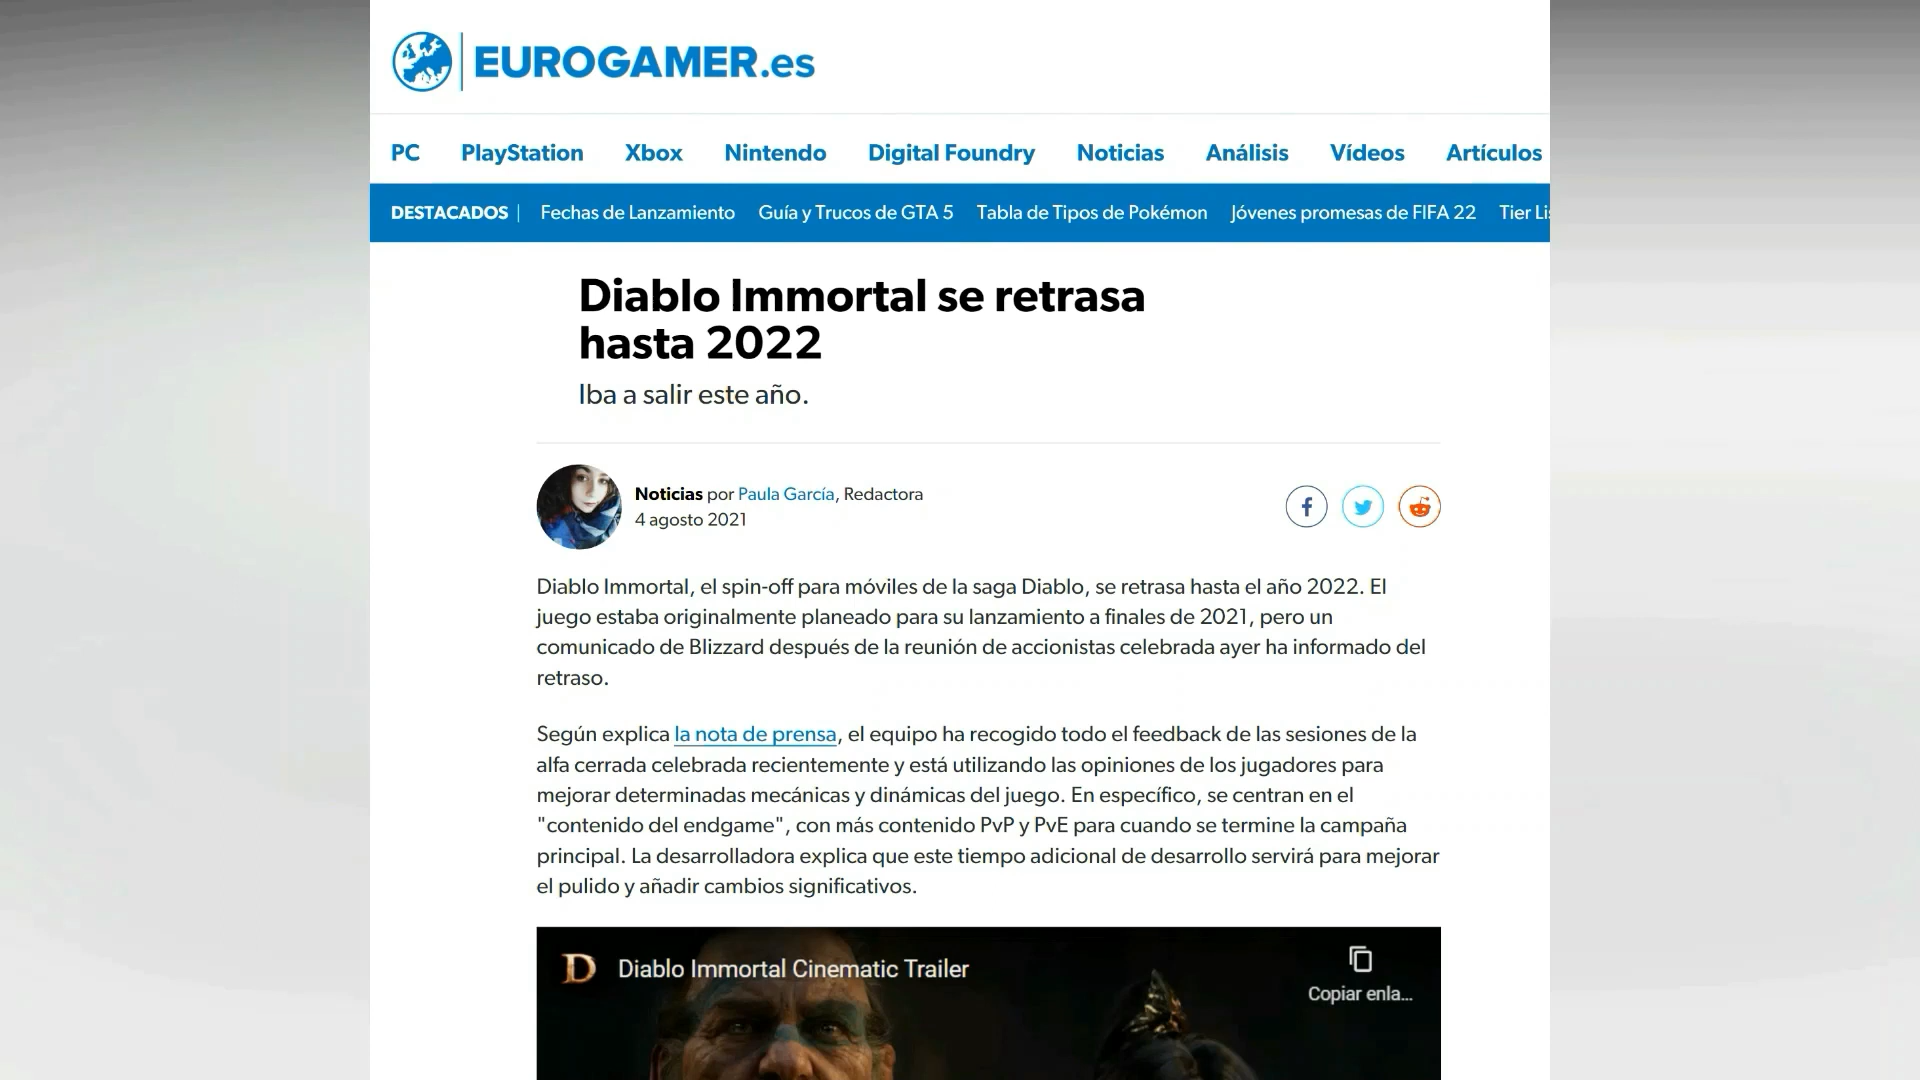 EUROGAMER.es
PC PlayStation Xbox Nintendo Digital Foundry Noticias Análisis Vídeos Artículos
DESTACADOS | Fechas de Lanzamiento Guía y Trucos de GTA 5 Tabla de Tipos de Pokémon Jóvenes promesas de FIFA 22 Tier Lis
Diablo Immortal se retrasa
hasta 2022
Iba a salir este año.
Noticias por Paula García, Redactora
4 agosto 2021
Diablo Immortal, el spin-off para móviles de la saga Diablo, se retrasa hasta el año 2022. El
juego estaba originalmente planeado para su lanzamiento a finales de 2021, pero un
comunicado de Blizzard después de la reunión de accionistas celebrada ayer ha informado del
retraso.
Según explica la nota de prensa, el equipo ha recogido todo el feedback de las sesiones de la
alfa cerrada celebrada recientemente y está utilizando las opiniones de los jugadores para
mejorar determinadas mecánicas y dinámicas del juego. En específico, se centran en el
"contenido del endgame", con más contenido PvP y PvE para cuando se termine la campaña
principal. La desarrolladora explica que este tiempo adicional de desarrollo servirá para mejorar
el pulido y añadir cambios significativos.
D Diablo Immortal Cinematic Trailer
Copiar enla...